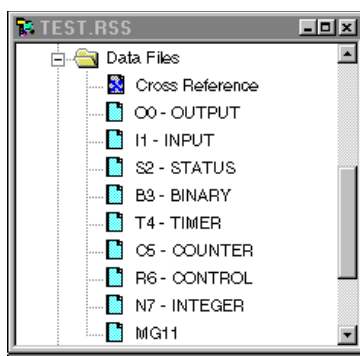 TEST.RSS
Data Files
Cross Reference
O0 - OUTPUT
I1 - INPUT
S2 - STATUS
B3 - BINARY
T4 - TIMER
C5 - COUNTER
R6 - CONTROL
N7 - INTEGER
MG11